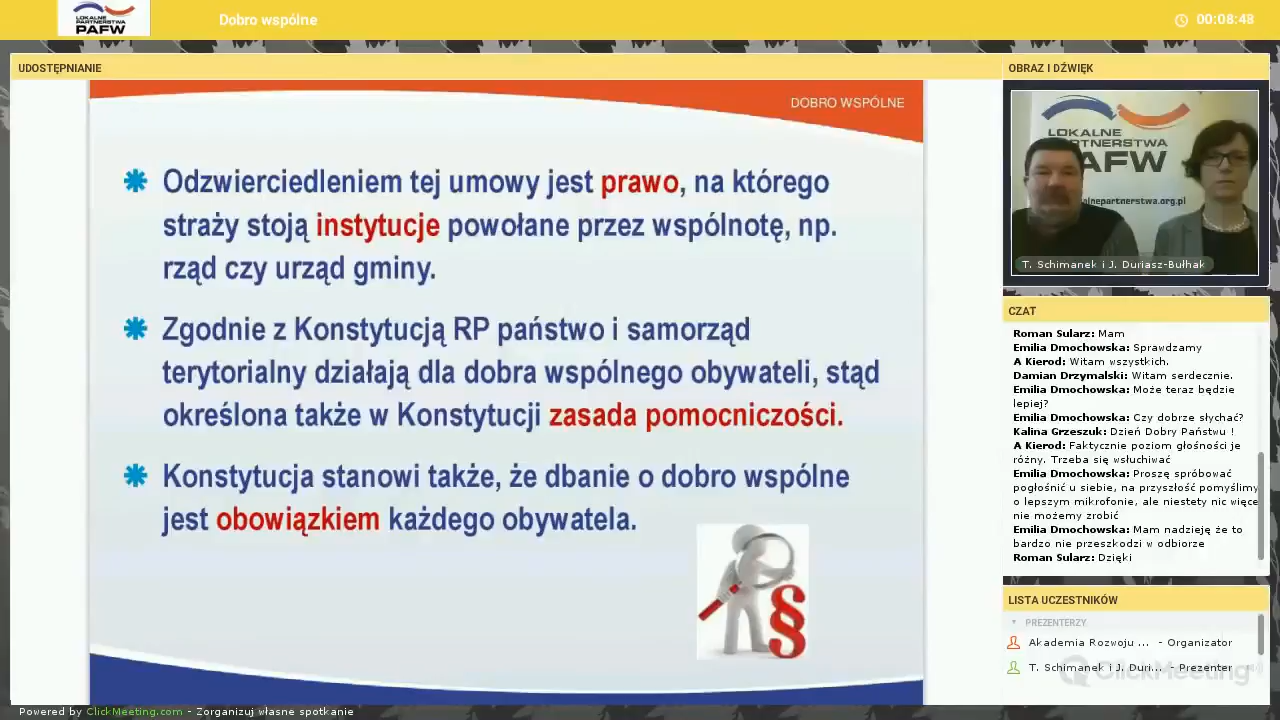 LOKALNE
PARTNERSTWA
PAFW
Dobro wspólne
00:08:48
UDOSTĘPNIANIE
DOBRO WSPÓLNE
Odzwierciedleniem tej umowy jest prawo, na którego
straży stoją instytucje powołane przez wspólnotę, np.
rząd czy urząd gminy.
Zgodnie z Konstytucją RP państwo i samorząd
terytorialny działają dla dobra wspólnego obywateli, stąd
określona także w Konstytucji zasada pomocniczości.
Konstytucja stanowi także, że dbanie o dobro wspólne
jest obowiązkiem każdego obywatela.
§
OBRAZ I DŹWIĘK
LOKALNE
PARTNERSTWA
PAFW
lnepartnerstwa.org.pl
T. Schimanek i J. Duriasz-Bułhak
CZAT
Roman Sularz: Mam
Emilia Dmochowska: Sprawdzamy
A Kierod: Witam wszystkich.
Damian Drzymalski: Witam serdecznie.
Emilia Dmochowska: Może teraz będzie
lepiej?
Emilia Dmochowska: Czy dobrze słychać?
Kalina Grzeszuk: Dzień Dobry Państwu !
A Kierod: Faktycznie poziom głośności je
różny. Trzeba się wsłuchiwać
Emilia Dmochowska: Proszę spróbować
pogłośnić u siebie, na przyszłość pomyślimy
o lepszym mikrofonie, ale niestety nic więce
nie możemy zrobić
Emilia Dmochowska: Mam nadzieję że to
bardzo nie przeszkodzi w odbiorze
Roman Sularz: Dzięki
LISTA UCZESTNIKÓW
PREZENTERZY
Akademia Rozwoju ... - Organizator
T. Schimanek i J. Duri... - Prezenter
ClickMeeting
Powered by ClickMeeting.com - Zorganizuj własne spotkanie